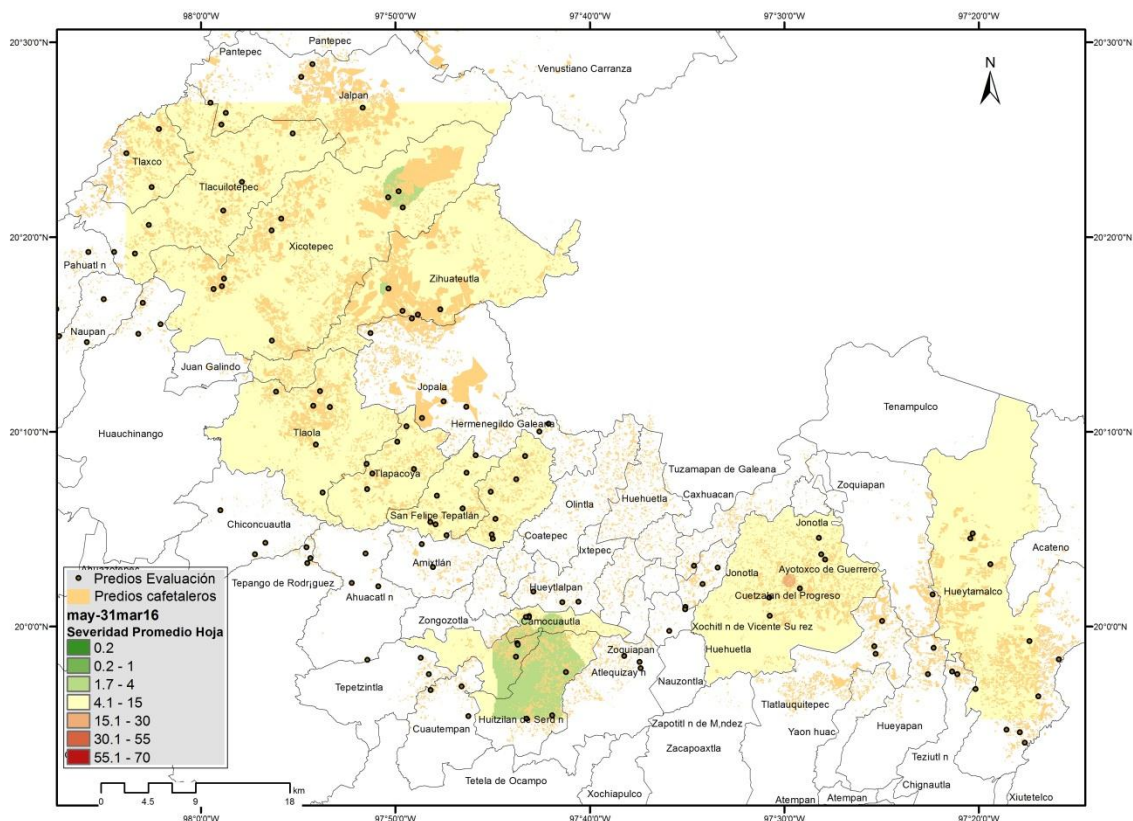 98°0'0"W 97°50'0"W 97°40'0"W 97°30'0"W 97°20'0"W
20°30'0"N 20°30'0"N
Pantepec
Pantepec
Venustiano Carranza
N
Jalpan
Tlaxco
Tlacuilotepec
20°20'0"N 20°20'0"N
Xicotepec
Pahuatl n
Zihuateutla
Naupan
Juan Galindo
Jopala
Tenampulco
Huauchinango
Hermenegildo Galeana
20°10'0"N 20°10'0"N
Tlaola
Tuzamapan de Galeana
Tlapacoya
Zoquiapan
Huehuetla
Caxhuacan
Olintla
San Felipe Tepatlán
Jonotla
Chiconcuautla
Coatepec
Ixtepec
Acateno
Amixtlán
Jonotla
Ayotoxco de Guerrero
Tepango de Rodr¡guez
Hueytlalpan
Hueytamalco
Ahuacatl n
Cuetzalan del Progreso
Zongozotla
Camocuautla
Xochitl n de Vicente Su rez
20°0'0"N 20°0'0"N
Zoquiapan
Huehuetla
Tepetzintla
Atlequizay n
Nauzontla
Tlatlauquitepec
Huitzilan de Serd n
Zapotitl n de M‚ndez
Hueyapan
Cuautempan
Yaon huac
Zacapoaxtla
Teziutl n
Tetela de Ocampo
Chignautla
Xochiapulco
Atempan
Atempan
Xiutetelco
Predios Evaluación
Predios cafetaleros
may-31mar16
Severidad Promedio Hoja
0.2
0.2 - 1
1.7 - 4
4.1 - 15
15.1 - 30
30.1 - 55
55.1 - 70
km
0 4.5 9 18
98°0'0"W 97°50'0"W 97°40'0"W 97°30'0"W 97°20'0"W